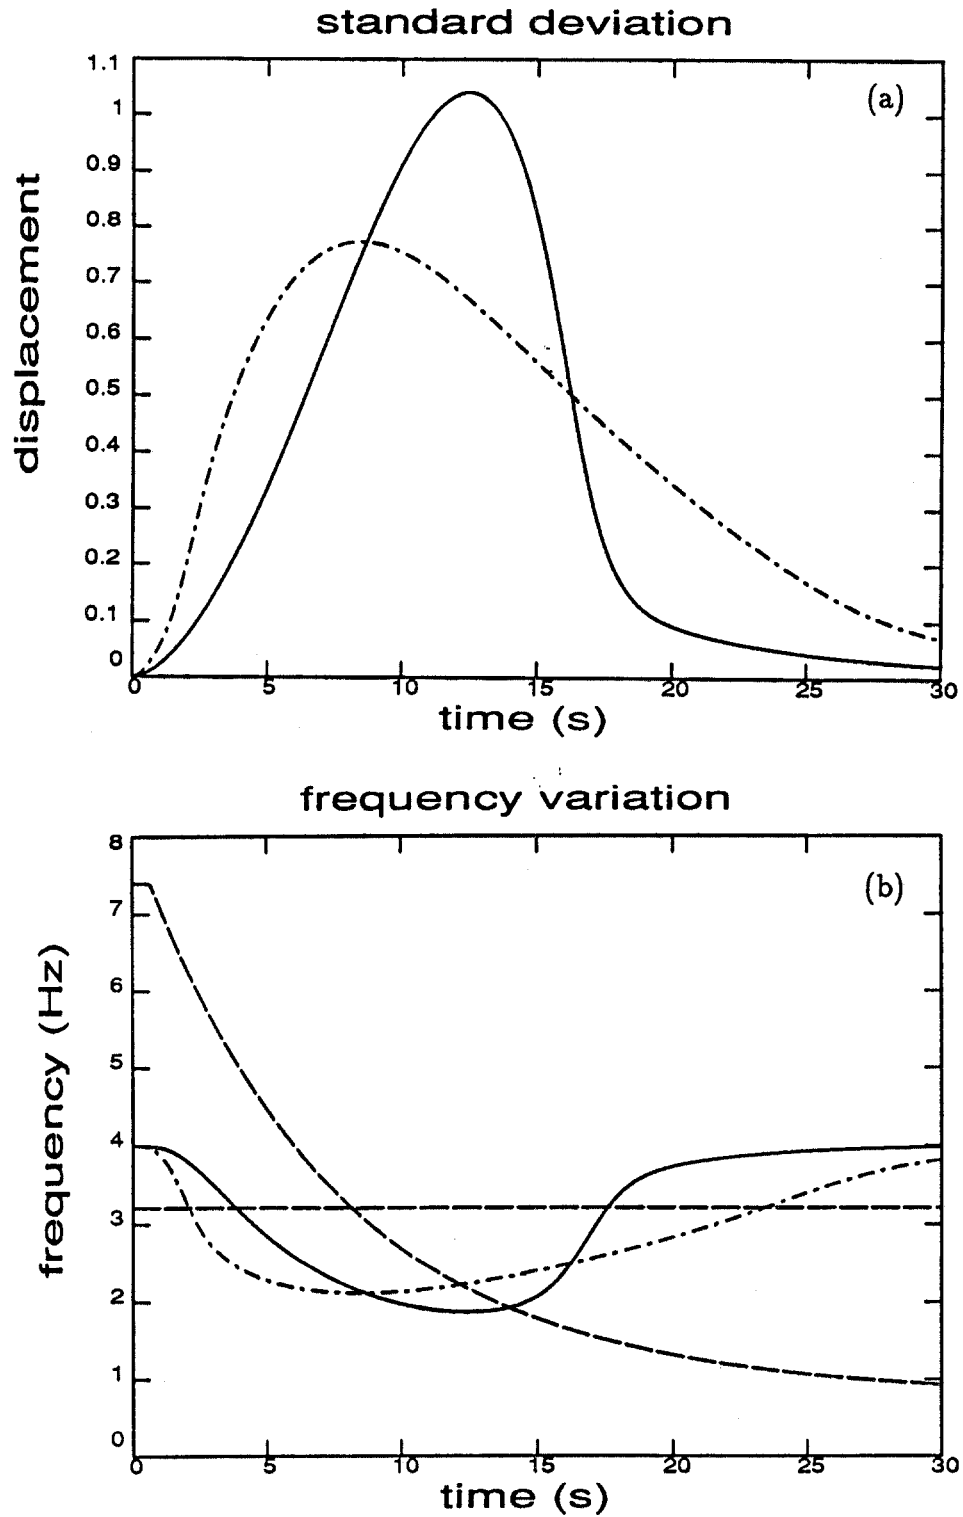 standard deviation
(a)
1.1
1
0.9
0.8
0.7
0.6
0.5
0.4
0.3
0.2
0.1
0
displacement
0 5 10 15 20 25 30
time (s)
frequency variation
(b)
8
7
6
5
4
3
2
1
0
frequency (Hz)
0 5 10 15 20 25 30
time (s)